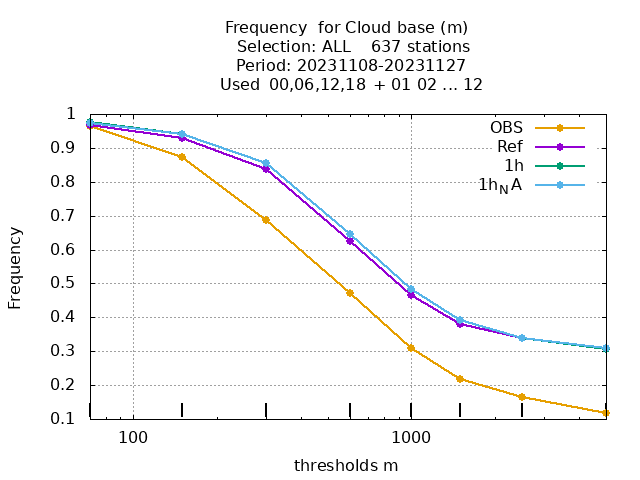 Frequency for Cloud base (m)
Selection: ALL 637 stations
Period: 20231108-20231127
Used 00,06,12,18 + 01 02 ... 12
1
0.9
0.8
0.7
0.6
0.5
0.4
0.3
0.2
0.1
Frequency
OBS
Ref
1h
1h_NA
100 1000
thresholds m